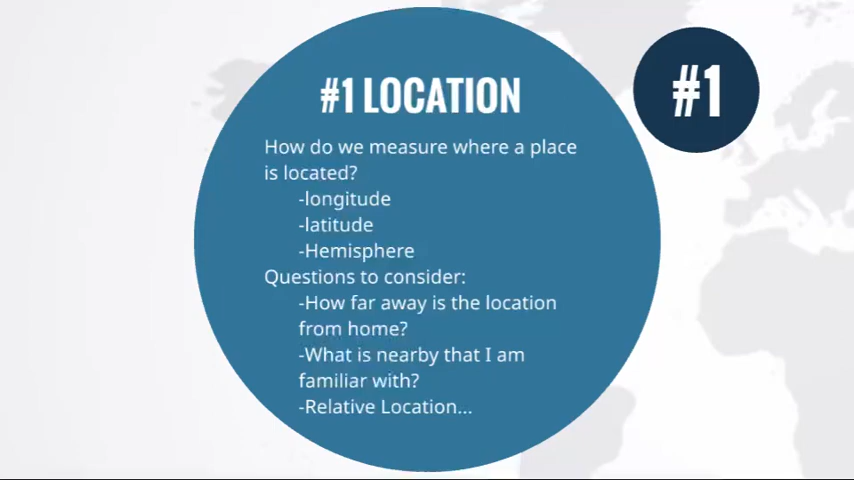 #1 LOCATION
#1
How do we measure where a place
is located?
-longitude
-latitude
-Hemisphere
Questions to consider:
-How far away is the location
from home?
-What is nearby that I am
familiar with?
-Relative Location...